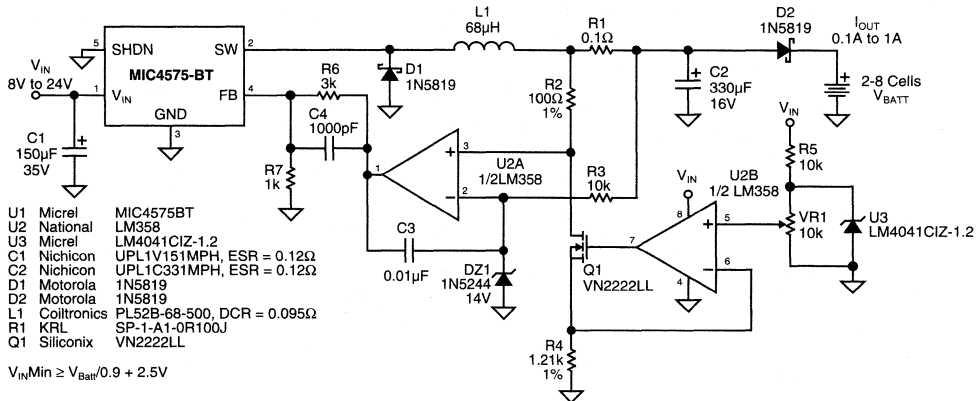 L1
68µH
R1
0.1Ω
D2
1N5819
IOUT
0.1A to 1A
5
SHDN
SW
2
MIC4575-BT
VIN
8V to 24V
1
VIN
FB
4
GND
3
D1
1N5819
R6
3k
C4
1000pF
R2
100Ω
1%
C2
330µF
16V
2-8 Cells
VBATT
C1
150µF
35V
+
+
+
R7
1k
1
+
3
−
2
U2A
1/2LM358
R3
10k
VIN
R5
10k
VIN
8
U2B
1/2 LM358
7
+
5
−
6
4
VR1
10k
U3
LM4041CIZ-1.2
C3
0.01µF
DZ1
1N5244
14V
Q1
VN2222LL
R4
1.21k
1%
U1 Micrel MIC4575BT
U2 National LM358
U3 Micrel LM4041CIZ-1.2
C1 Nichicon UPL1V151MPH, ESR = 0.12Ω
C2 Nichicon UPL1C331MPH, ESR = 0.12Ω
D1 Motorola 1N5819
D2 Motorola 1N5819
L1 Coiltronics PL52B-68-500, DCR = 0.095Ω
R1 KRL SP-1-A1-0R100J
Q1 Siliconix VN2222LL
VINMin ≥ VBatt/0.9 + 2.5V